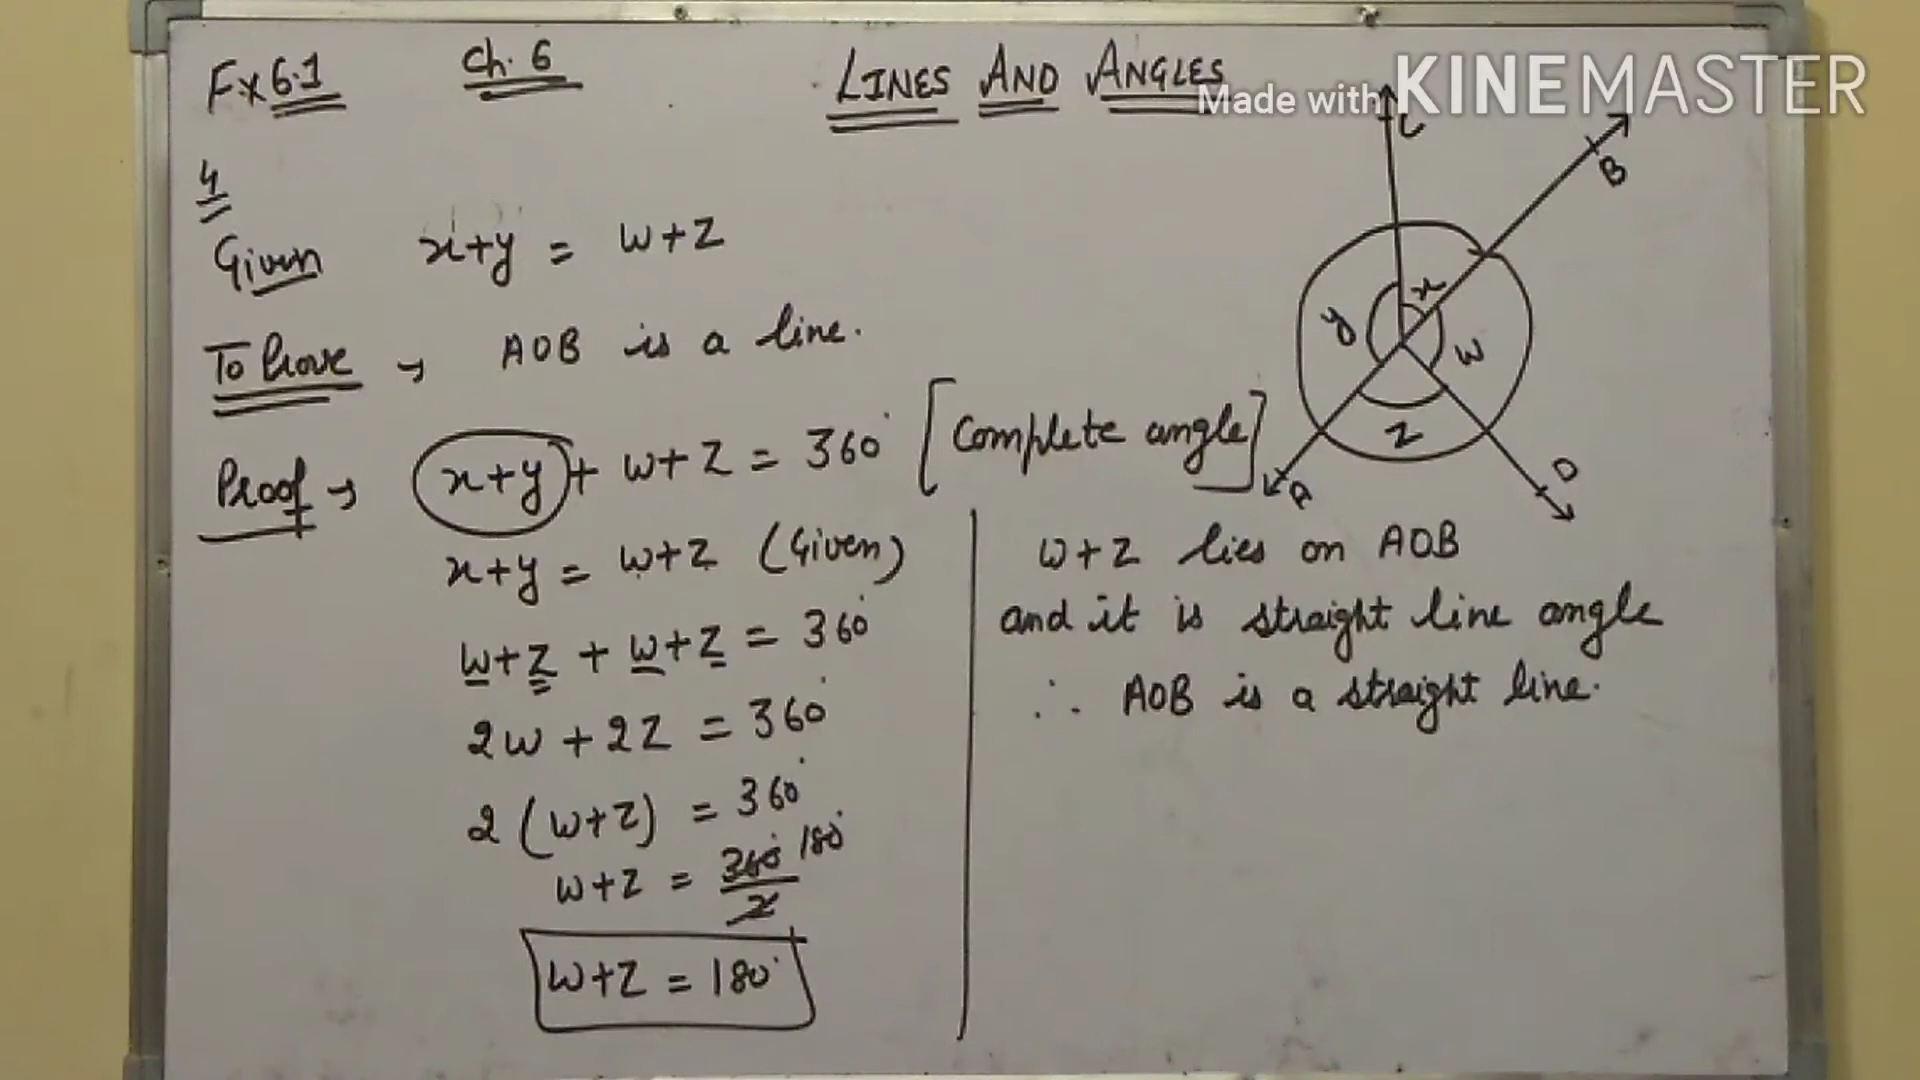 Ex 6.1 Ch. 6 LINES AND ANGLES
Made with KINEMASTER
4
Given x+y = w+z
To Prove → AOB is a line.
Proof → x+y + w+z = 360° [Complete angle]
x+y = w+z (Given)
w+z + w+z = 360°
2w + 2z = 360°
2 (w+z) = 360°
w+z = 360°/2 180°
w+z = 180°
w+z lies on AOB
and it is straight line angle
∴ AOB is a straight line.
C
B
x
y
w
z
A
D